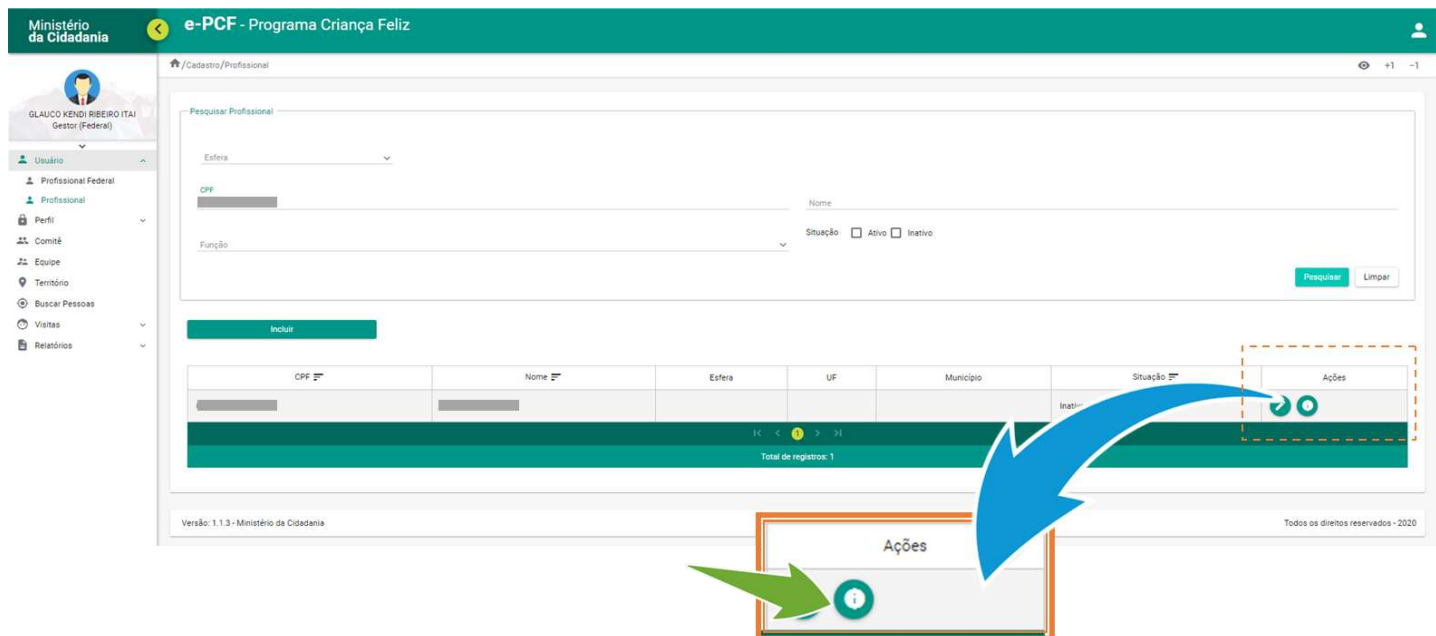 Ministério
da Cidadania
e-PCF - Programa Criança Feliz
/Cadastro/Profissional
+1 -1
GLAUCO KENDI RIBEIRO ITAI
Gestor (Federal)
Usuário
Profissional Federal
Profissional
Perfil
Comitê
Equipe
Território
Buscar Pessoas
Visitas
Relatórios
Pesquisar Profissional
Esfera
CPF
Nome
Função
Situação Ativo Inativo
Pesquisar Limpar
Incluir
CPF Nome Esfera UF Município Situação Ações
1
Total de registros: 1
Versão: 1.1.3 - Ministério da Cidadania
Todos os direitos reservados - 2020
Ações